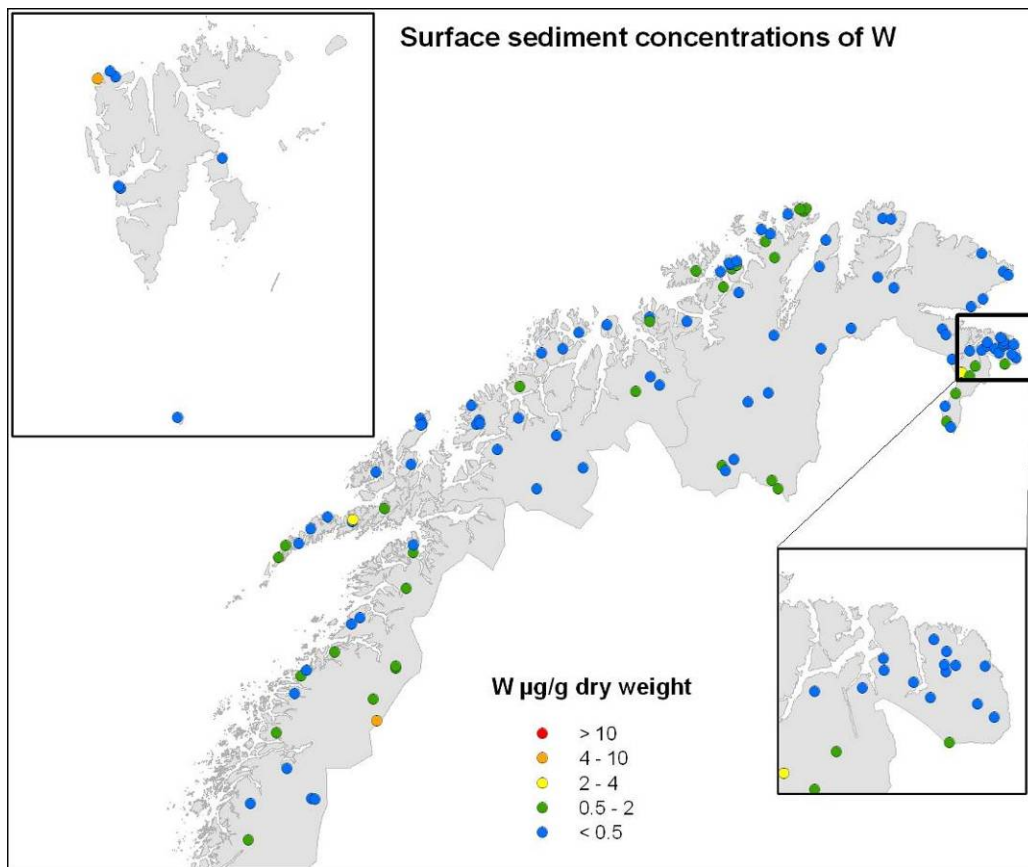 Surface sediment concentrations of W
W µg/g dry weight
> 10
4 - 10
2 - 4
0.5 - 2
< 0.5